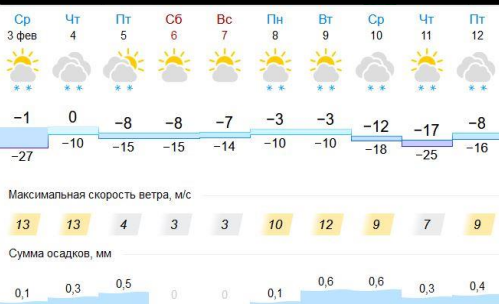 Ср Чт Пт Сб Вс Пн Вт Ср Чт Пт
3 фев 4 5 6 7 8 9 10 11 12
−1 0 −8 −8 −7 −3 −3 −12 −17 −8
−27 −10 −15 −15 −14 −10 −10 −18 −25 −16
Максимальная скорость ветра, м/с
13 13 4 3 3 10 12 9 7 9
Сумма осадков, мм
0,1 0,3 0,5 0 0 0,1 0,6 0,6 0,3 0,4